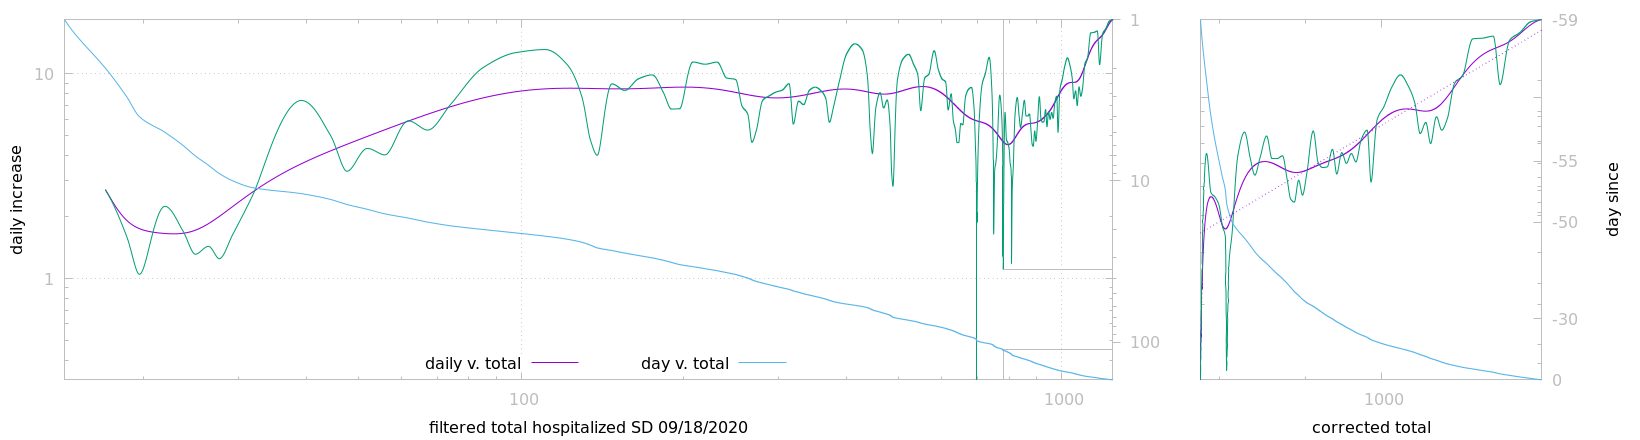 10
1
daily increase
daily v. total
day v. total
100
1000
filtered total hospitalized SD 09/18/2020
1
10
100
1000
corrected total
-59
-55
-50
-30
0
day since